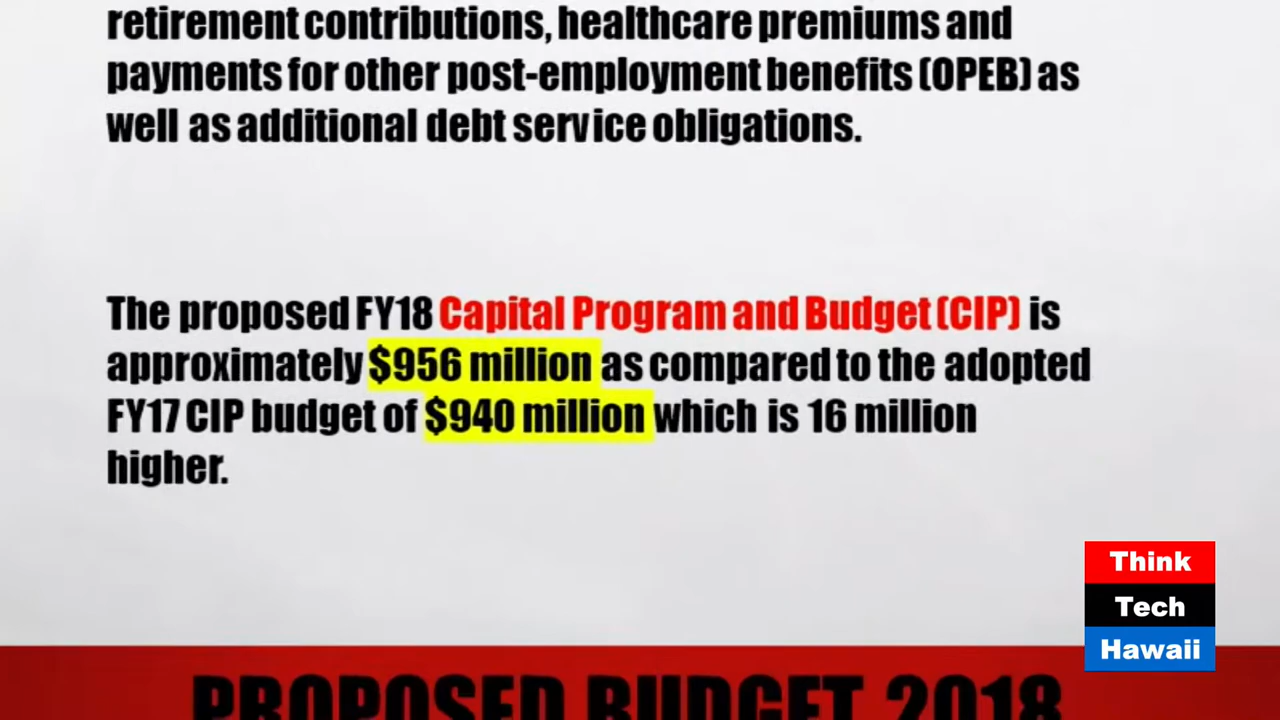 retirement contributions, healthcare premiums and
payments for other post-employment benefits (OPEB) as
well as additional debt service obligations.
The proposed FY18 Capital Program and Budget (CIP) is
approximately $956 million as compared to the adopted
FY17 CIP budget of $940 million which is 16 million
higher.
Think
Tech
Hawaii
PROPOSED BUDGET 2018